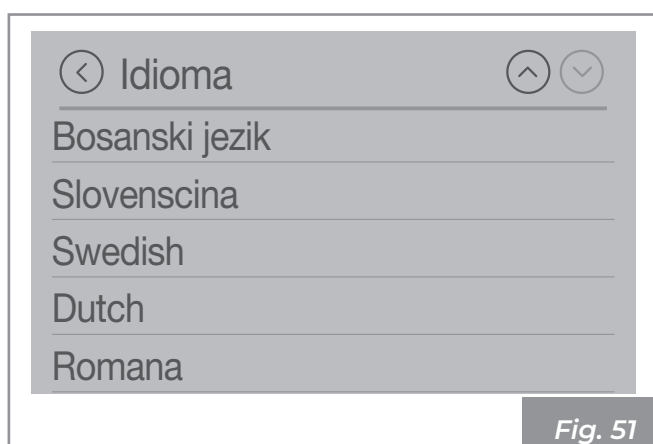 Idioma
Bosanski jezik
Slovenscina
Swedish
Dutch
Romana
Fig. 51